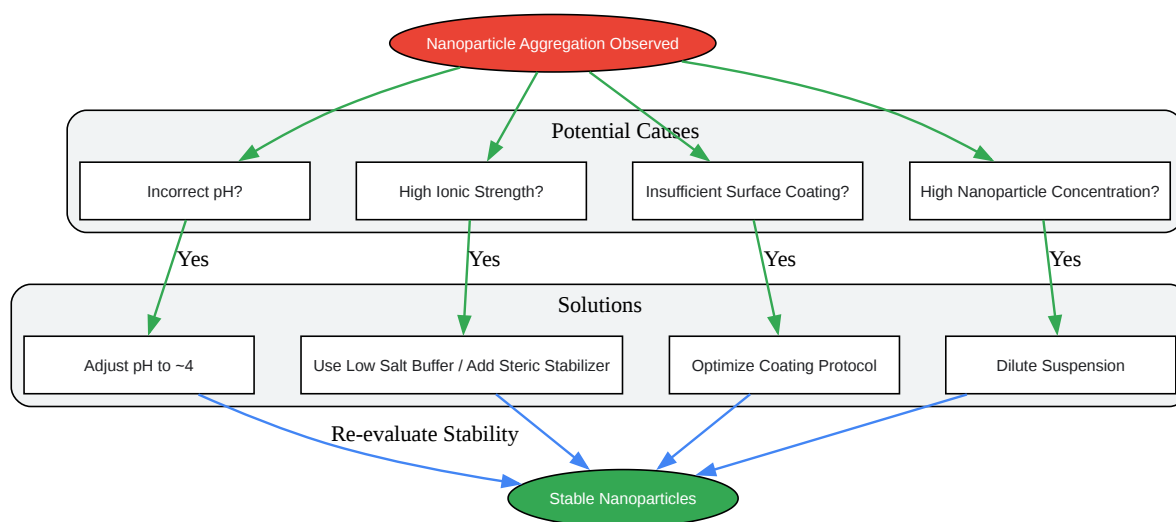 Nanoparticle Aggregation Observed
Potential Causes
Incorrect pH?
High Ionic Strength?
Insufficient Surface Coating?
High Nanoparticle Concentration?
Yes
Yes
Yes
Yes
Solutions
Adjust pH to ~4
Use Low Salt Buffer / Add Steric Stabilizer
Optimize Coating Protocol
Dilute Suspension
Re-evaluate Stability
Stable Nanoparticles